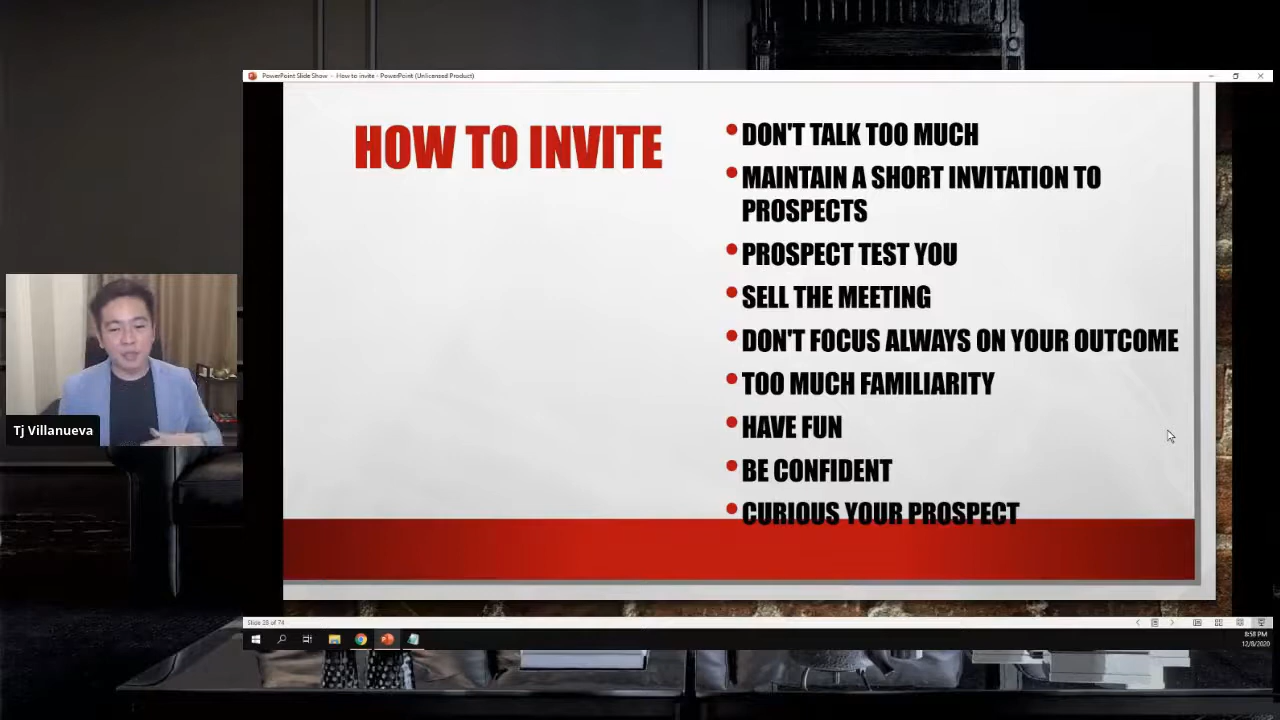 PowerPoint Slide Show - How to invite - PowerPoint (Unlicensed Product)
HOW TO INVITE
DON'T TALK TOO MUCH
MAINTAIN A SHORT INVITATION TO
PROSPECTS
PROSPECT TEST YOU
SELL THE MEETING
DON'T FOCUS ALWAYS ON YOUR OUTCOME
TOO MUCH FAMILIARITY
HAVE FUN
BE CONFIDENT
CURIOUS YOUR PROSPECT
Tj Villanueva
Slide 28 of 74
8:58 PM
12/8/2020